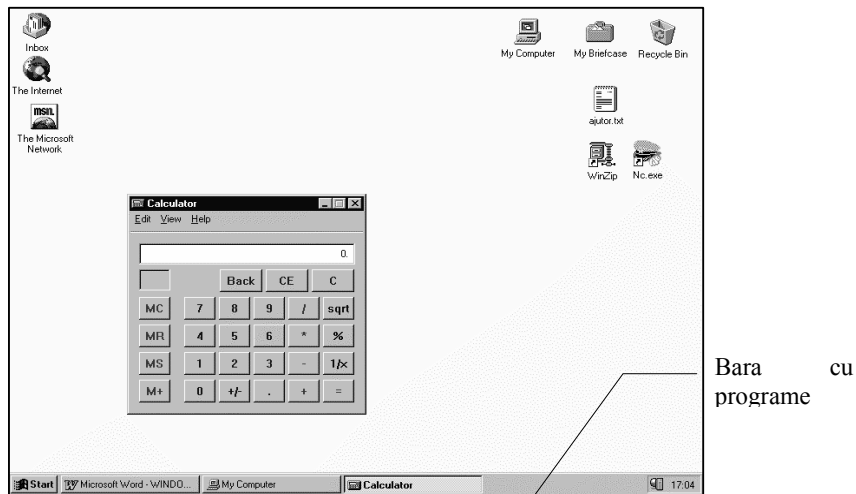 Inbox
The Internet
msn.
The Microsoft
Network
My Computer
My Briefcase
Recycle Bin
ajutor.txt
WinZip
Nc.exe
Calculator
Edit View Help
0.
Back CE C
MC 7 8 9 / sqrt
MR 4 5 6 * %
MS 1 2 3 - 1/x
M+ 0 +/- . + =
Bara cu
programe
Start Microsoft Word - WINDO... My Computer Calculator 17:04